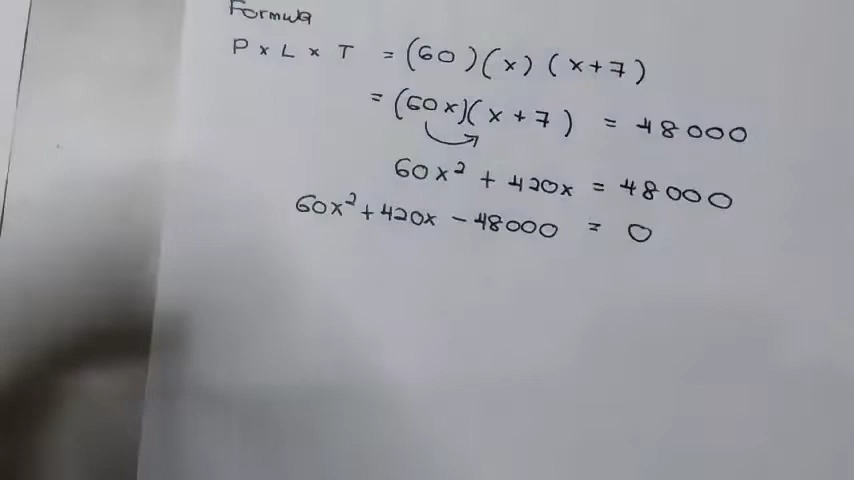 Formula
P x L x T = (60)(x) (x+7)
= (60x)(x + 7) = 48000
60x² + 420x = 48000
60x² + 420x - 48000 = 0